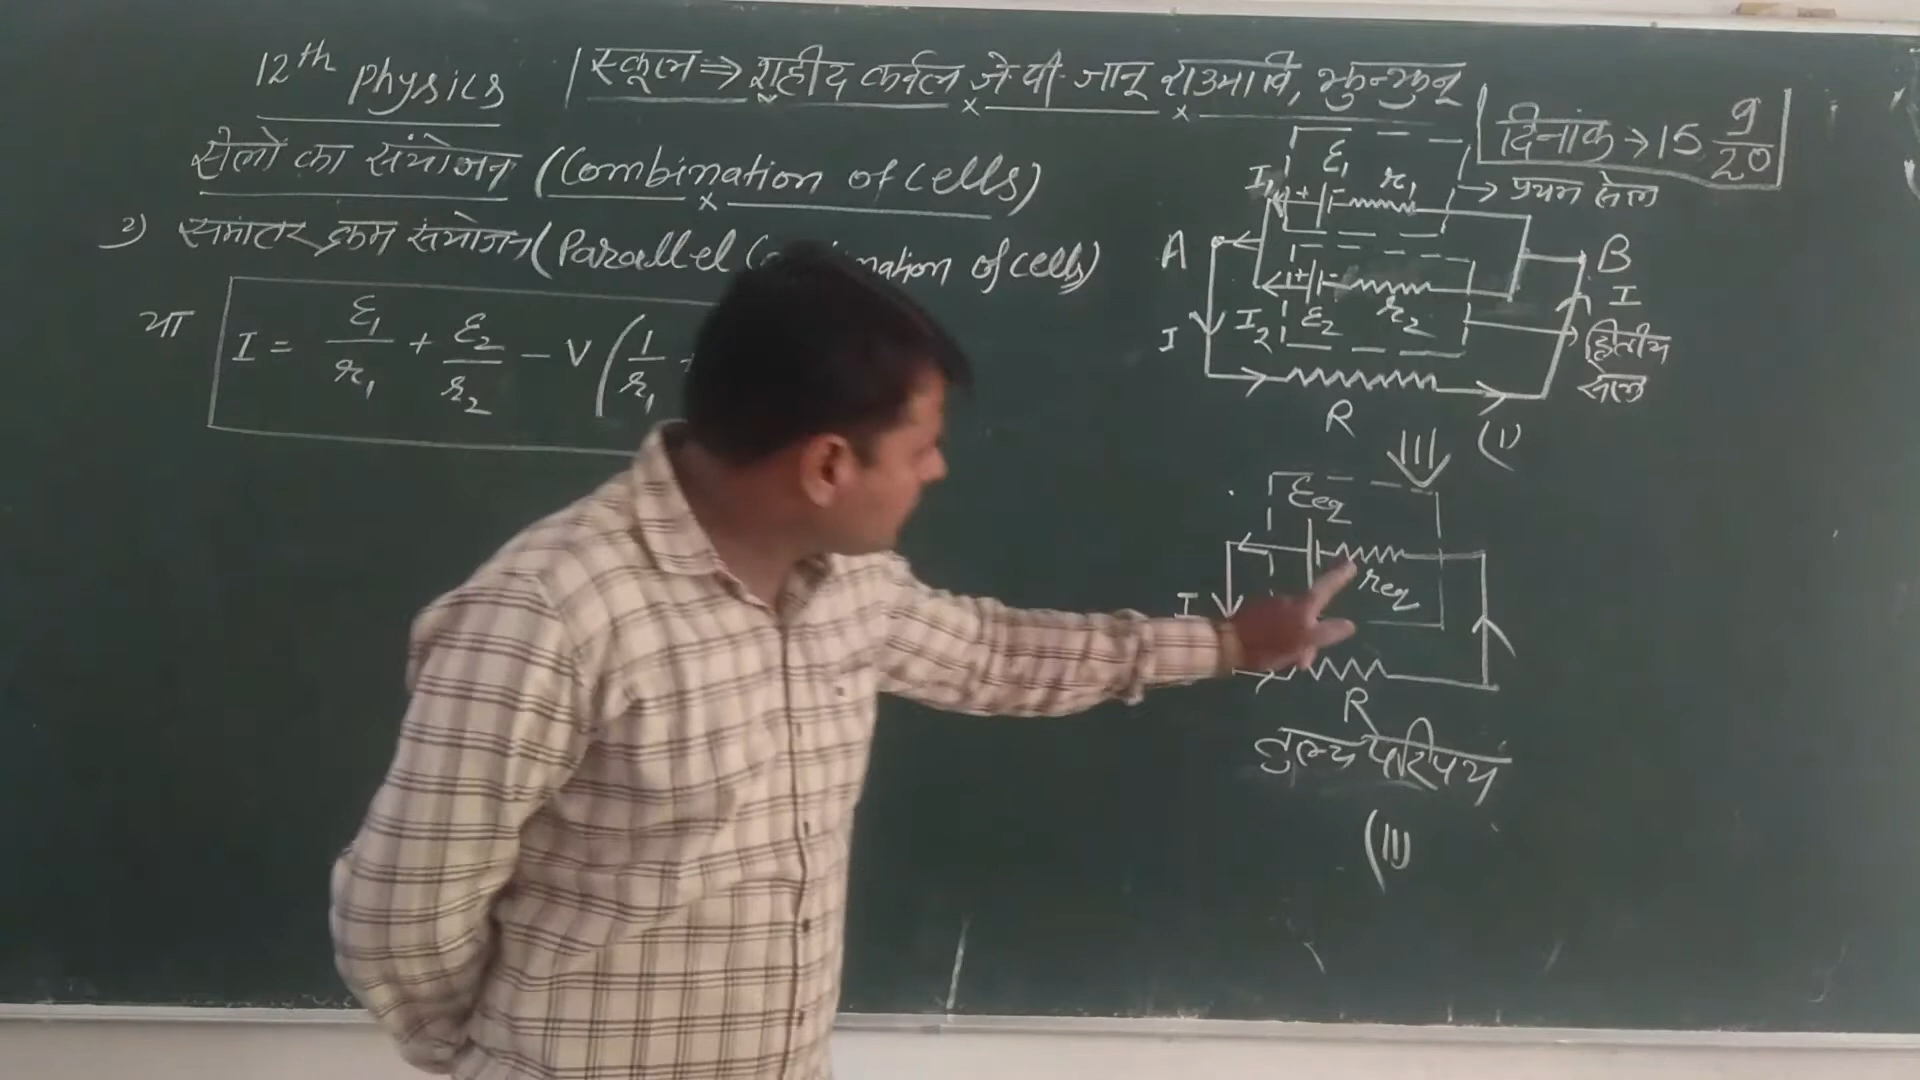 12th Physics | स्कूल ⇒ शहीद कर्नल जे.पी. जानू राउमावि, झुन्झुनू
दिनांक → 15 9/20
सेलों का संयोजन (Combination of cells)
2) समांतर क्रम संयोजन (Parallel nation of cells)
या I = ε₁/r₁ + ε₂/r₂ − V(1/r₁ +
ε₁ r₁
I₁ → प्रथम सेल
A B
I
I I₂ ε₂ r₂ → द्वितीय सेल
R (I)
εeq
req
I
R
तुल्य परिपथ
(II)